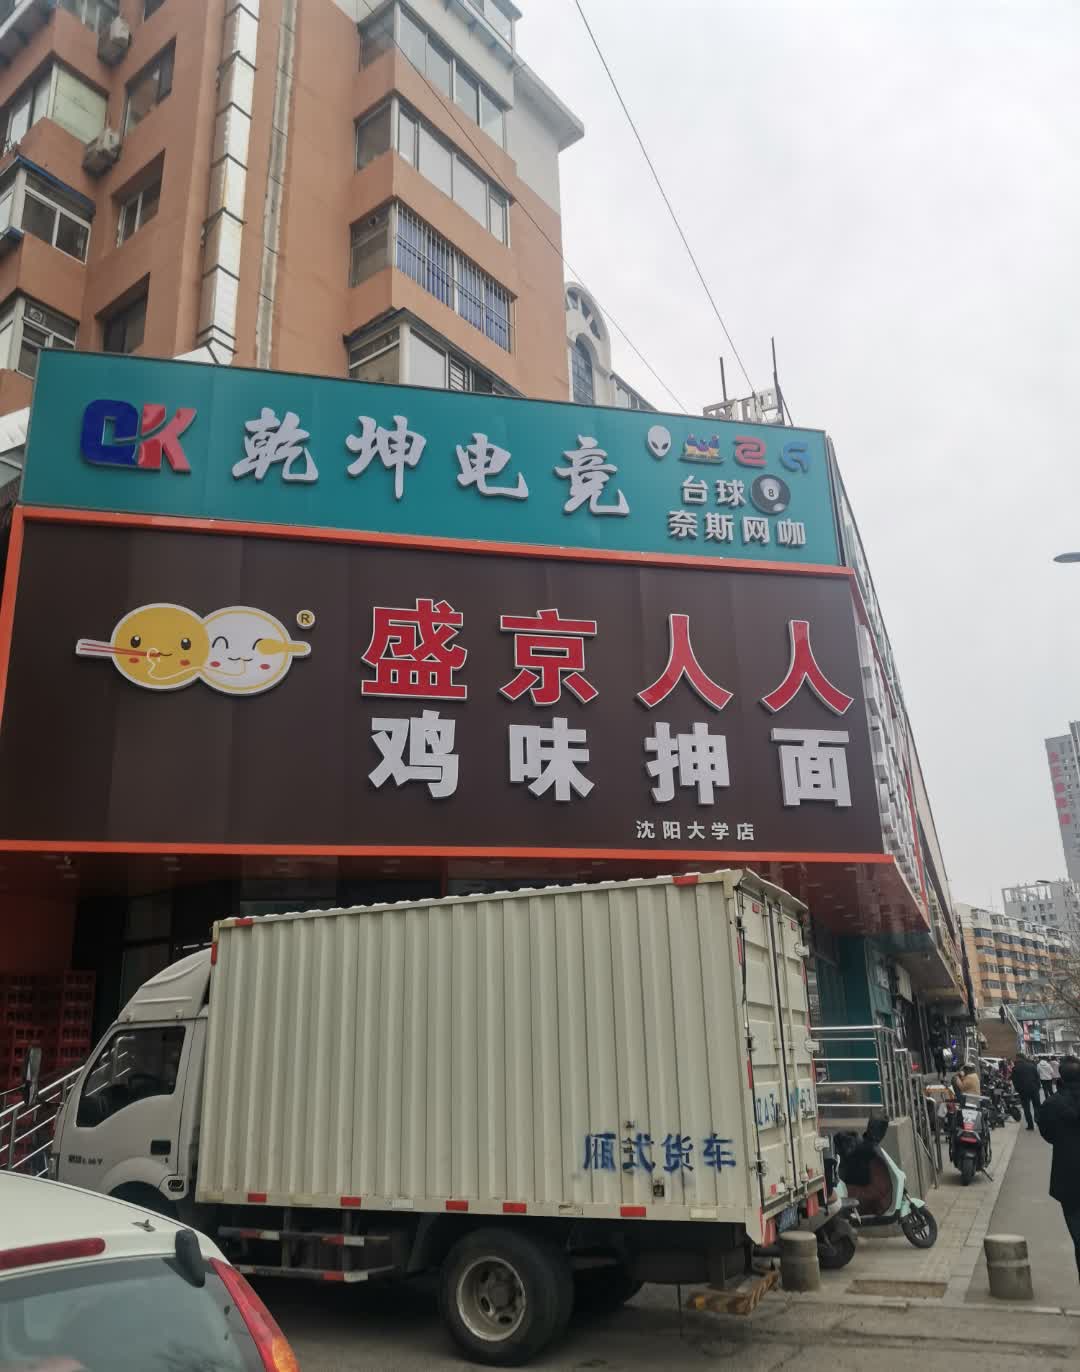 QK 乾坤电竞
台球 8
奈斯网咖
®
盛京人人
鸡味抻面
沈阳大学店
厢式货车